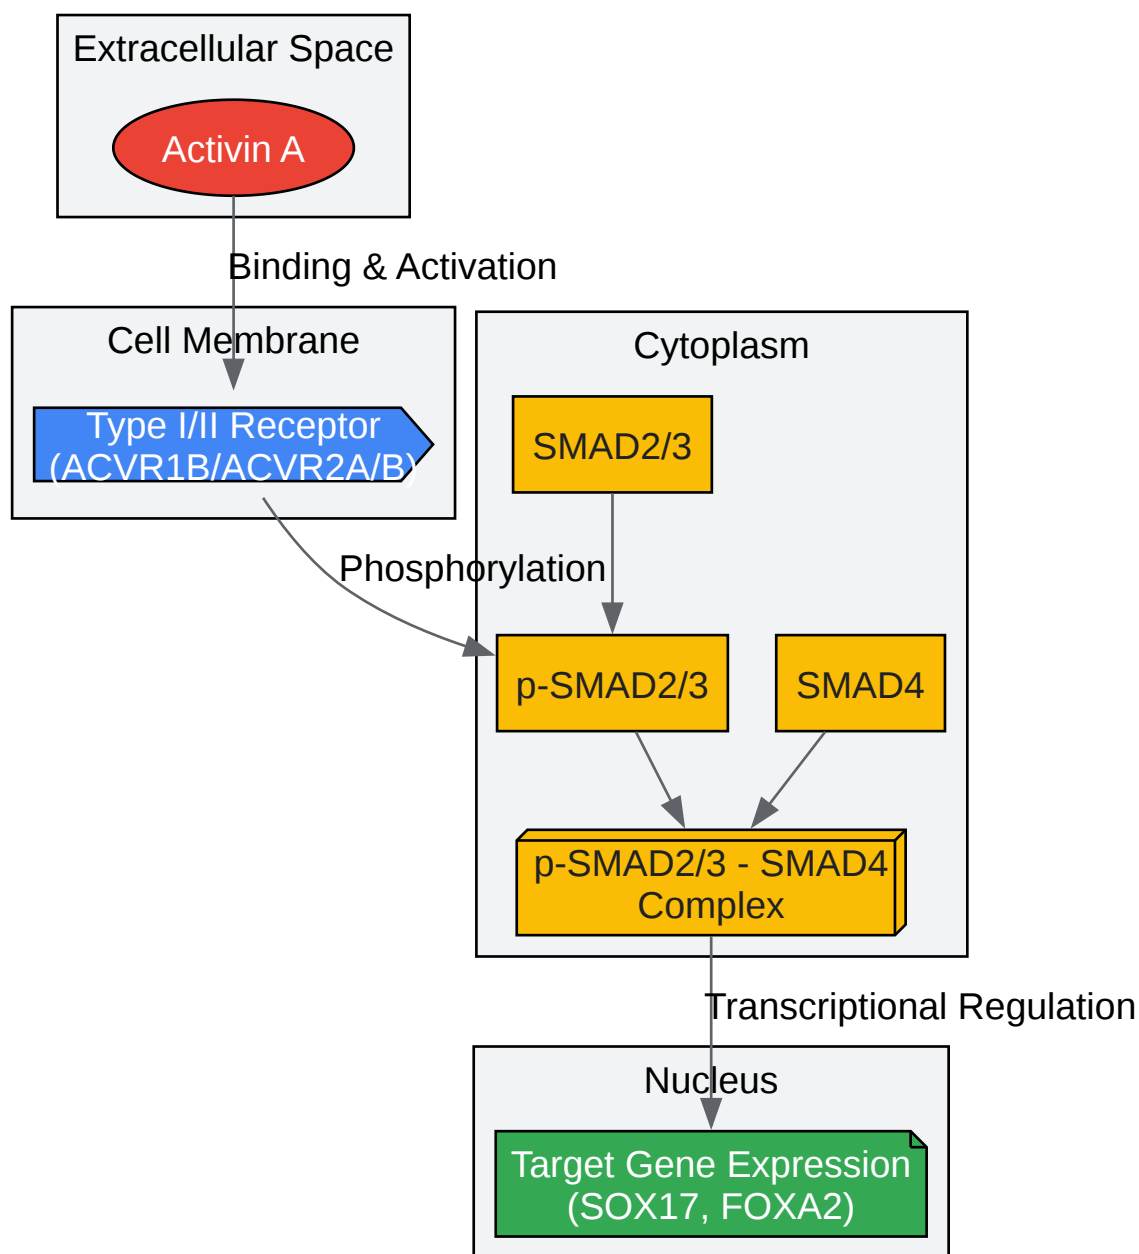 Extracellular Space
Activin A
Binding & Activation
Cell Membrane
Type I/II Receptor
(ACVR1B/ACVR2A/B)
Cytoplasm
SMAD2/3
Phosphorylation
p-SMAD2/3
SMAD4
p-SMAD2/3 - SMAD4
Complex
Transcriptional Regulation
Nucleus
Target Gene Expression
(SOX17, FOXA2)